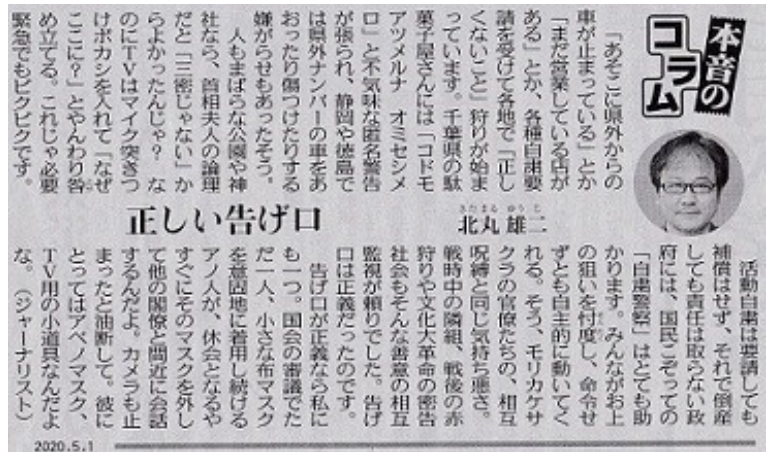 本音の
コラム
「あそこに県外からの
車が止まっている」とか
「まだ営業している店が
ある」とか、各種自粛要
請を受けて各地で「正し
くないこと」狩りが始ま
っています。千葉県の駄
菓子屋さんには「コドモ
アツメルナ　オミセシメ
ロ」と不気味な匿名警告
が張られ、静岡や徳島で
は県外ナンバーの車をあ
おったり傷つけたりする
嫌がらせもあったそう。
人もまばらな公園や神
社なら、首相夫人の論理
だと「三密じゃない」か
らよかったんじゃ？　な
のにTVはマイク突きつ
けボカシを入れて「なぜ
ここに？」とやんわり咎
め立てる。これじゃ必要
緊急でもビクビクです。
正しい告げ口
きたまる ゆうじ
北丸 雄二
活動自粛は要請しても
補償はせず、それで倒産
しても責任は取らない政
府には、国民こぞっての
「自粛警察」はとても助
かります。みんながお上
の狙いを忖度し、命令せ
ずとも自主的に動いてく
れる。そう、モリカケサ
クラの官僚たちの、相互
呪縛と同じ気持ち悪さ。
戦時中の隣組、戦後の赤
狩りや文化大革命の密告
社会もそんな善意の相互
監視が頼りでした。告げ
口は正義だったのです。
告げ口が正義なら私に
も一つ。国会の審議でた
だ一人、小さな布マスク
を意固地に着用し続ける
アノ人が、休会となるや
すぐにそのマスクを外し
て他の閣僚と間近に会話
するんだよ。カメラも止
まったと油断して。彼に
とってはアベノマスク、
TV用の小道具なんだよ
な。（ジャーナリスト）
2020.5.1